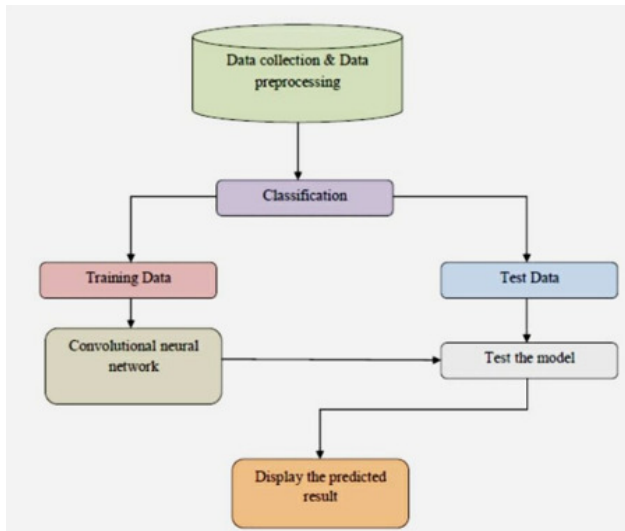 Data collection & Data
preprocessing
Classification
Training Data
Test Data
Convolutional neural
network
Test the model
Display the predicted
result